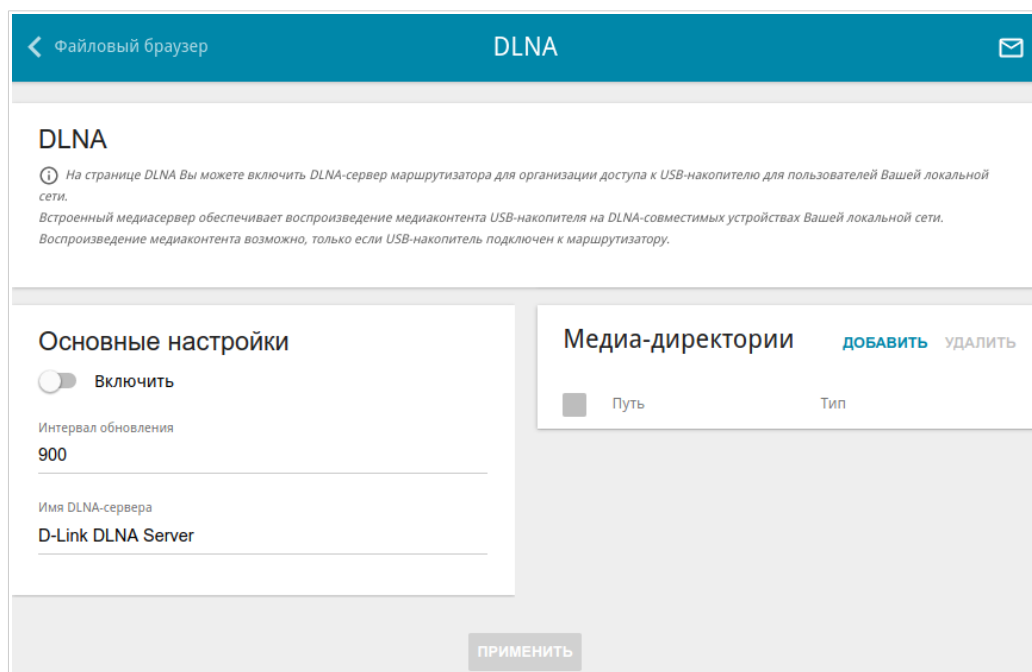 Файловый браузер
DLNA
DLNA
На странице DLNA Вы можете включить DLNA-сервер маршрутизатора для организации доступа к USB-накопителю для пользователей Вашей локальной
сети.
Встроенный медиасервер обеспечивает воспроизведение медиаконтента USB-накопителя на DLNA-совместимых устройствах Вашей локальной сети.
Воспроизведение медиаконтента возможно, только если USB-накопитель подключен к маршрутизатору.
Основные настройки
Включить
Интервал обновления
900
Имя DLNA-сервера
D-Link DLNA Server
Медиа-директории ДОБАВИТЬ УДАЛИТЬ
Путь Тип
ПРИМЕНИТЬ